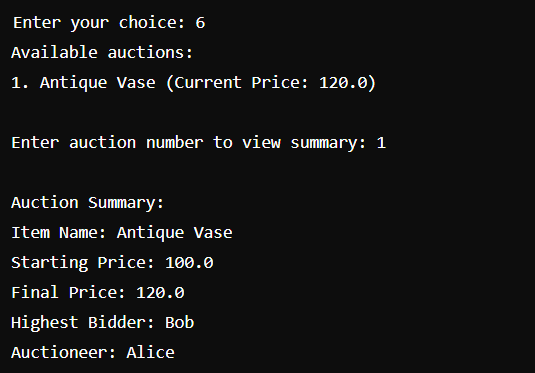 Enter your choice: 6
Available auctions:
1. Antique Vase (Current Price: 120.0)
Enter auction number to view summary: 1
Auction Summary:
Item Name: Antique Vase
Starting Price: 100.0
Final Price: 120.0
Highest Bidder: Bob
Auctioneer: Alice